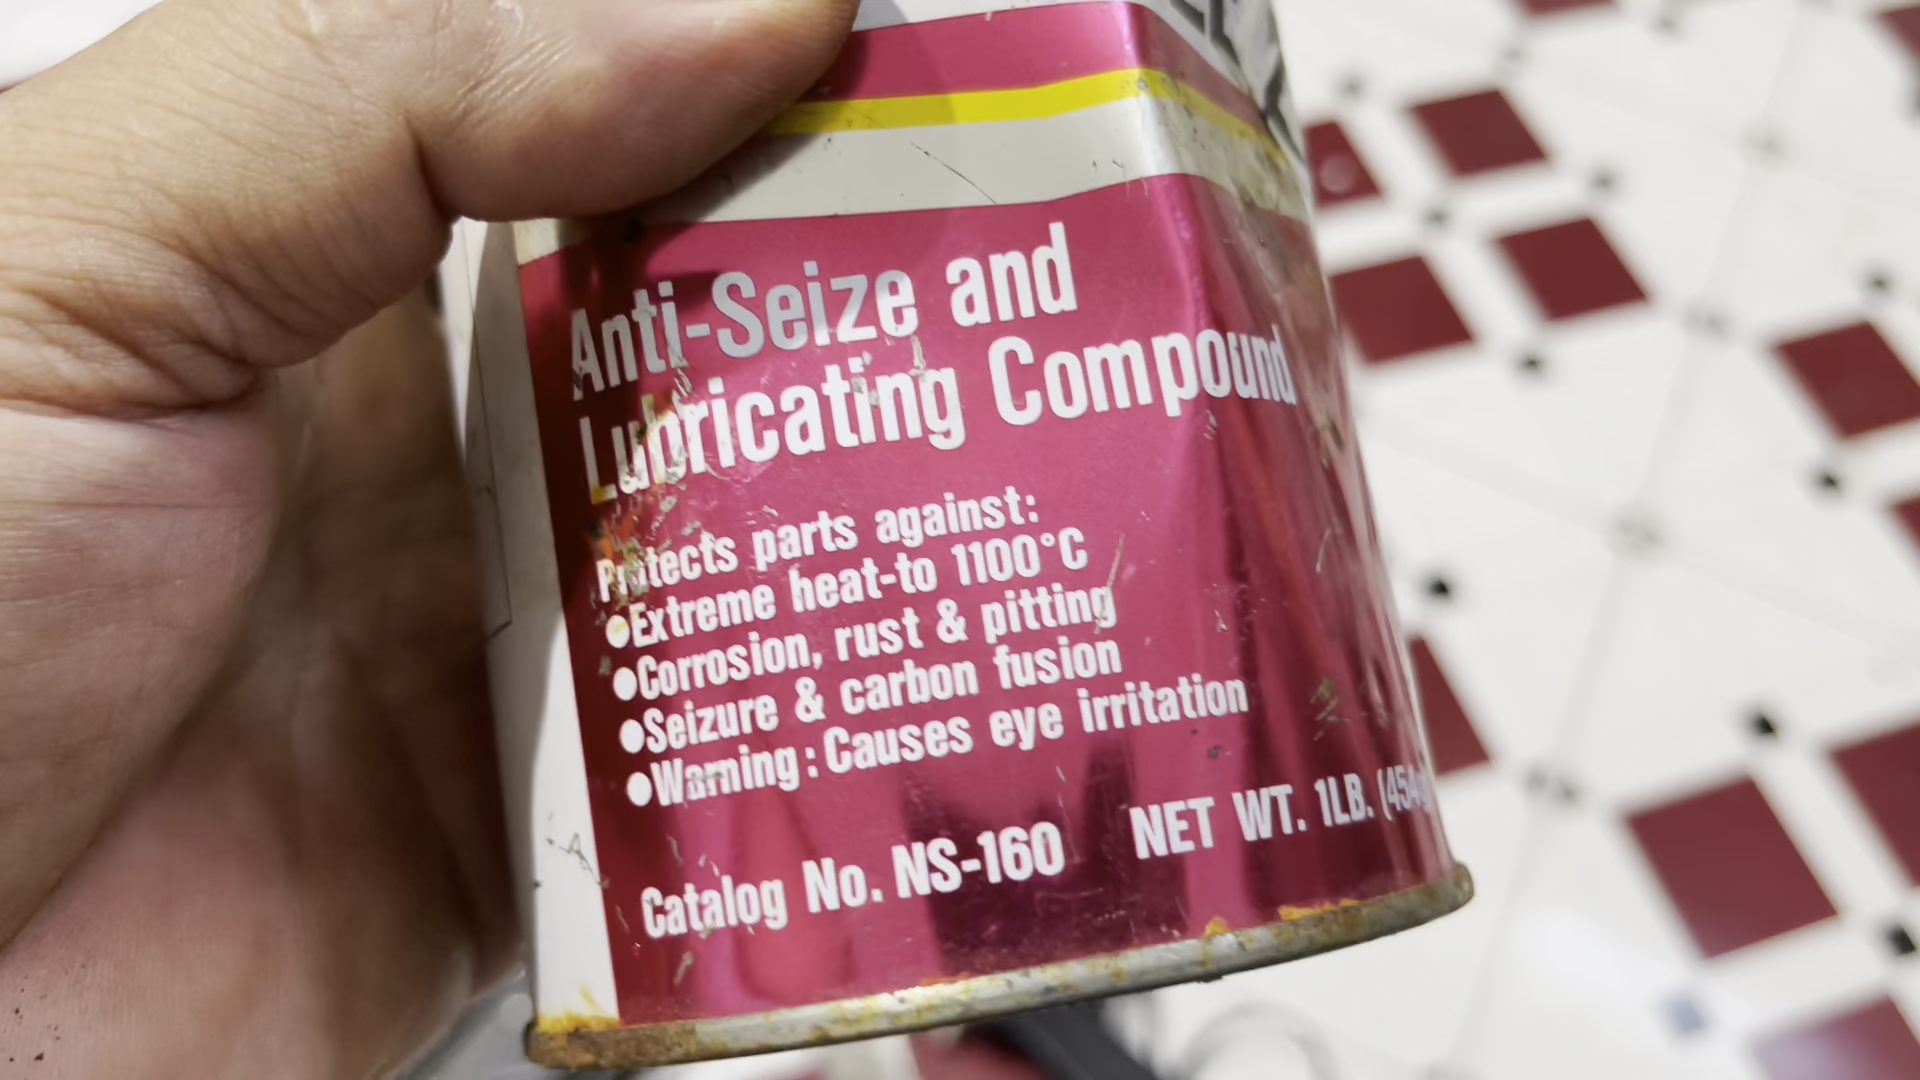 Anti-Seize and
Lubricating Compound
Protects parts against:
●Extreme heat-to 1100°C
●Corrosion, rust & pitting
●Seizure & carbon fusion
●Warning: Causes eye irritation
Catalog No. NS-160 NET WT. 1LB. (454g